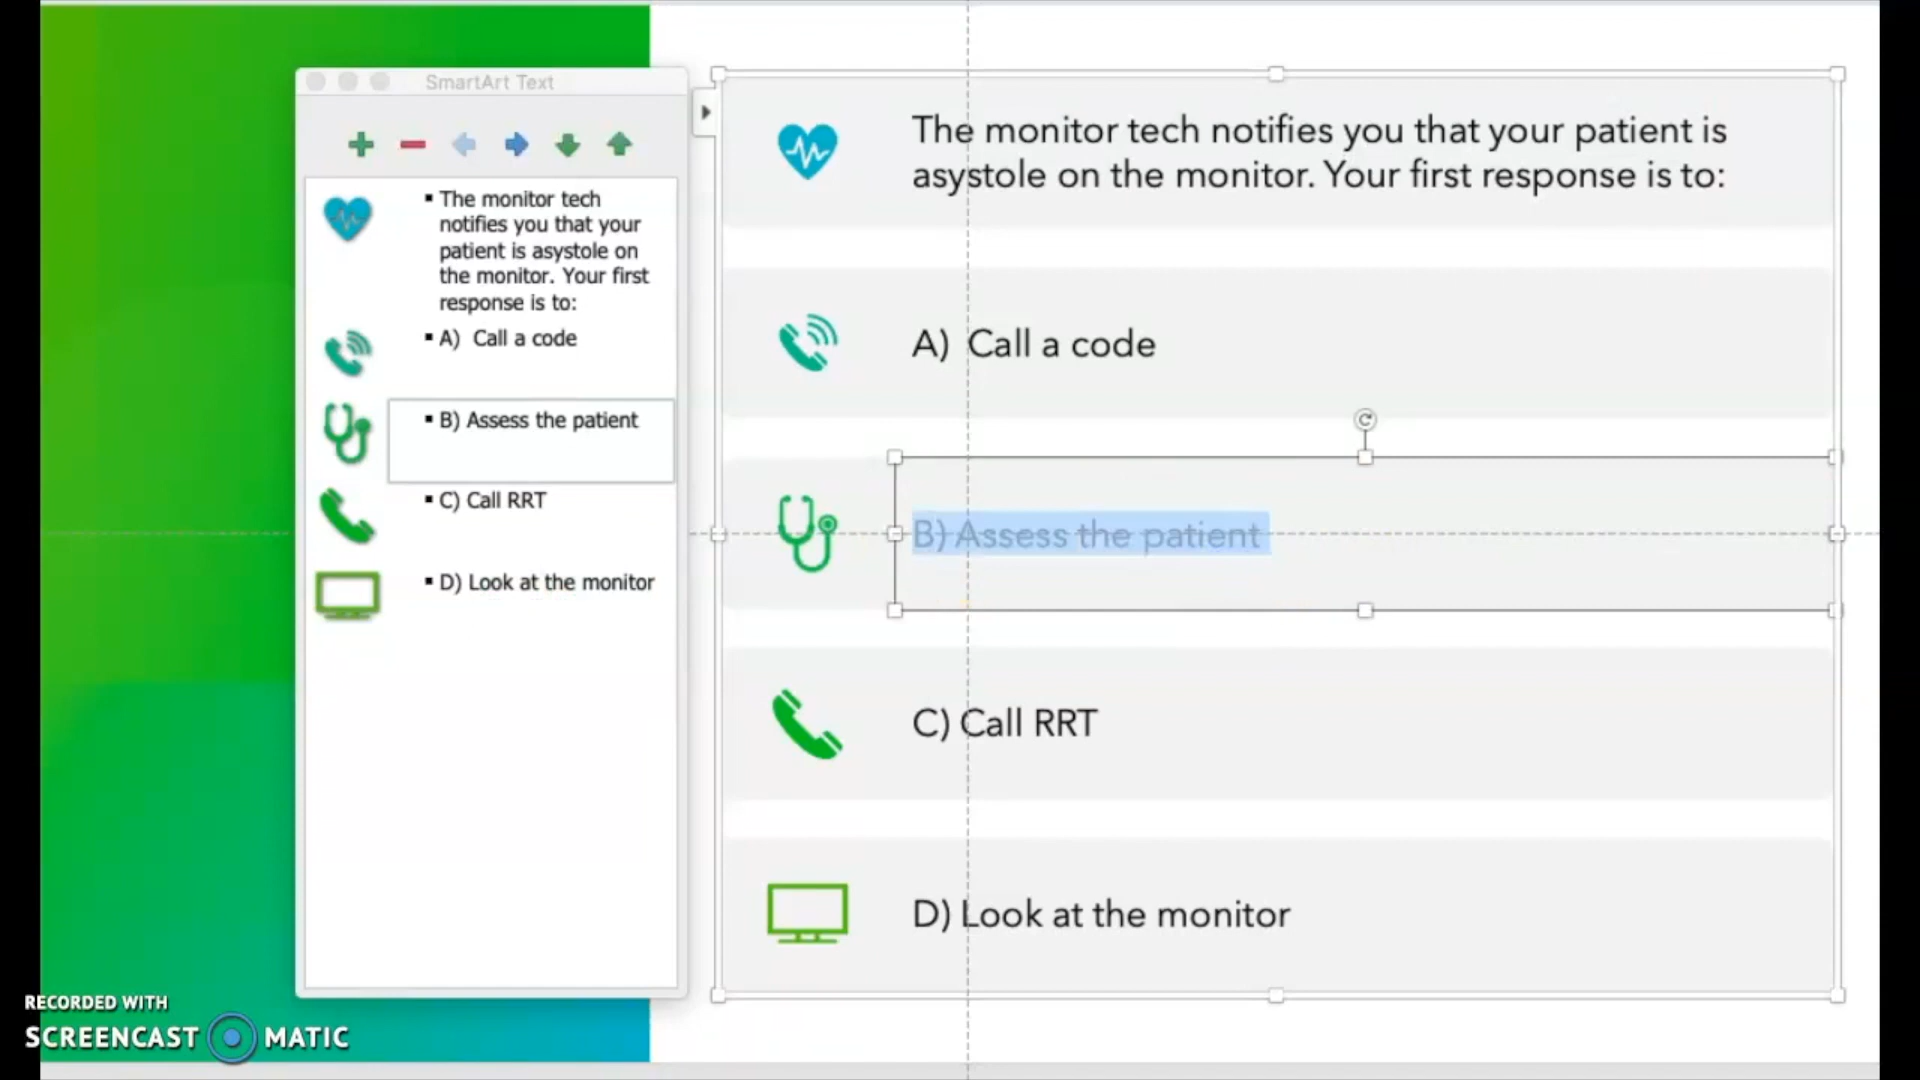 SmartArt Text
▪ The monitor tech
notifies you that your
patient is asystole on
the monitor. Your first
response is to:
▪ A)  Call a code
▪ B) Assess the patient
▪ C) Call RRT
▪ D) Look at the monitor
The monitor tech notifies you that your patient is
asystole on the monitor. Your first response is to:
A)  Call a code
B) Assess the patient
C) Call RRT
D) Look at the monitor
RECORDED WITH
SCREENCAST MATIC